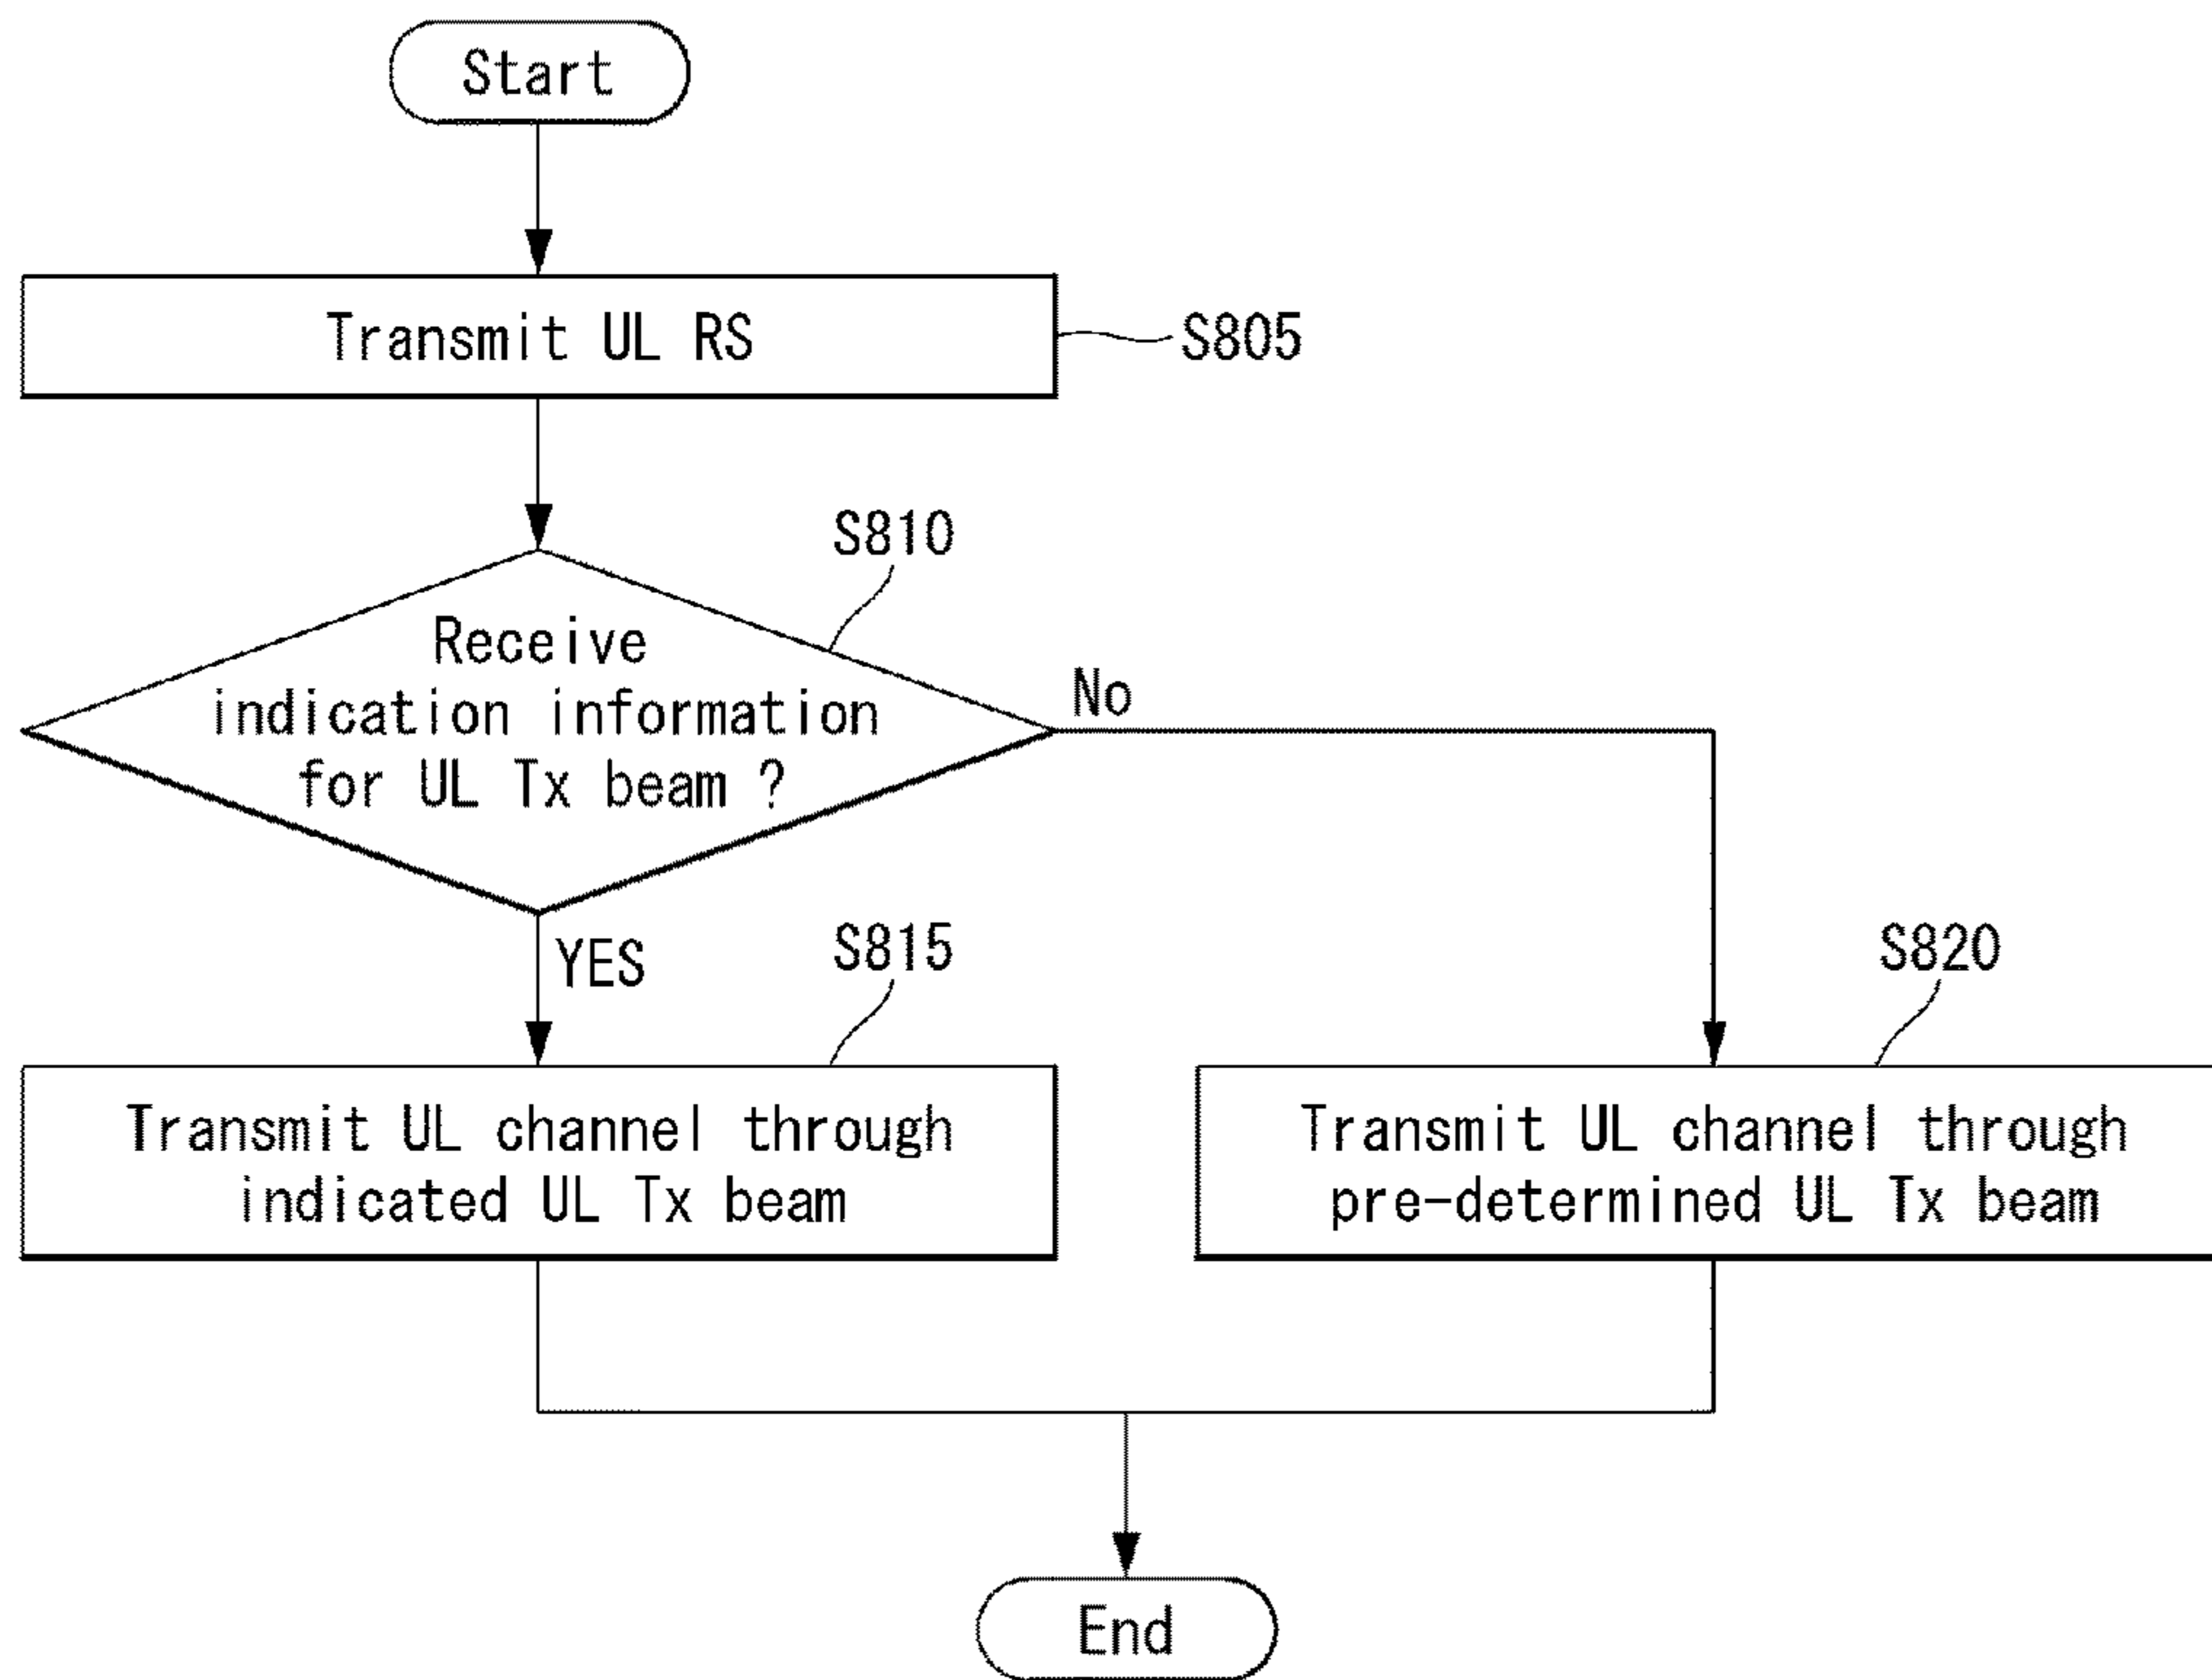 Start
Transmit UL RS
S805
S810
Receive
indication information
for UL Tx beam ?
No
YES
S815
S820
Transmit UL channel through
indicated UL Tx beam
Transmit UL channel through
pre-determined UL Tx beam
End